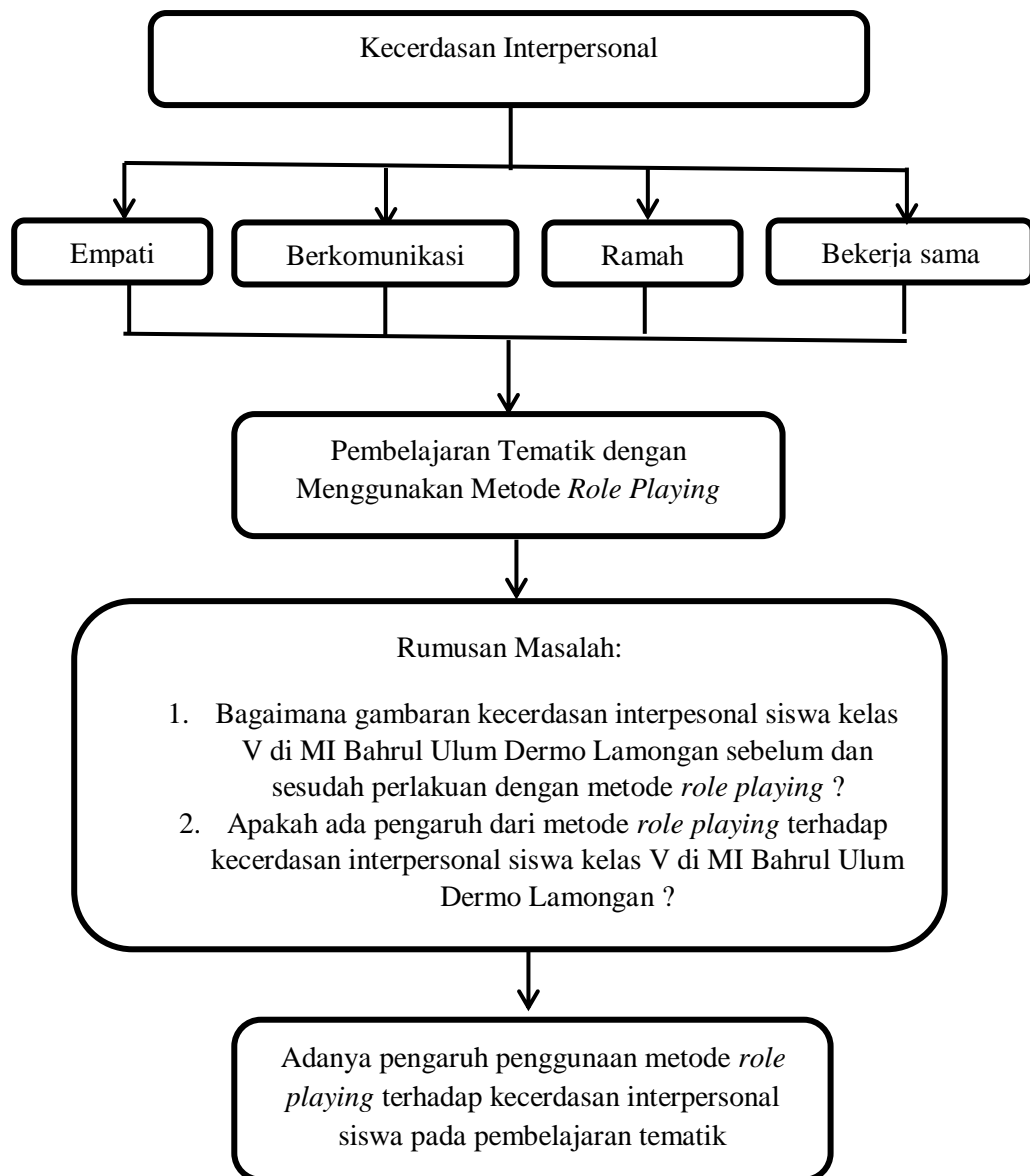 Kecerdasan Interpersonal
Empati
Berkomunikasi
Ramah
Bekerja sama
Pembelajaran Tematik dengan
Menggunakan Metode Role Playing
Rumusan Masalah:
1. Bagaimana gambaran kecerdasan interpesonal siswa kelas
V di MI Bahrul Ulum Dermo Lamongan sebelum dan
sesudah perlakuan dengan metode role playing ?
2. Apakah ada pengaruh dari metode role playing terhadap
kecerdasan interpersonal siswa kelas V di MI Bahrul Ulum
Dermo Lamongan ?
Adanya pengaruh penggunaan metode role
playing terhadap kecerdasan interpersonal
siswa pada pembelajaran tematik